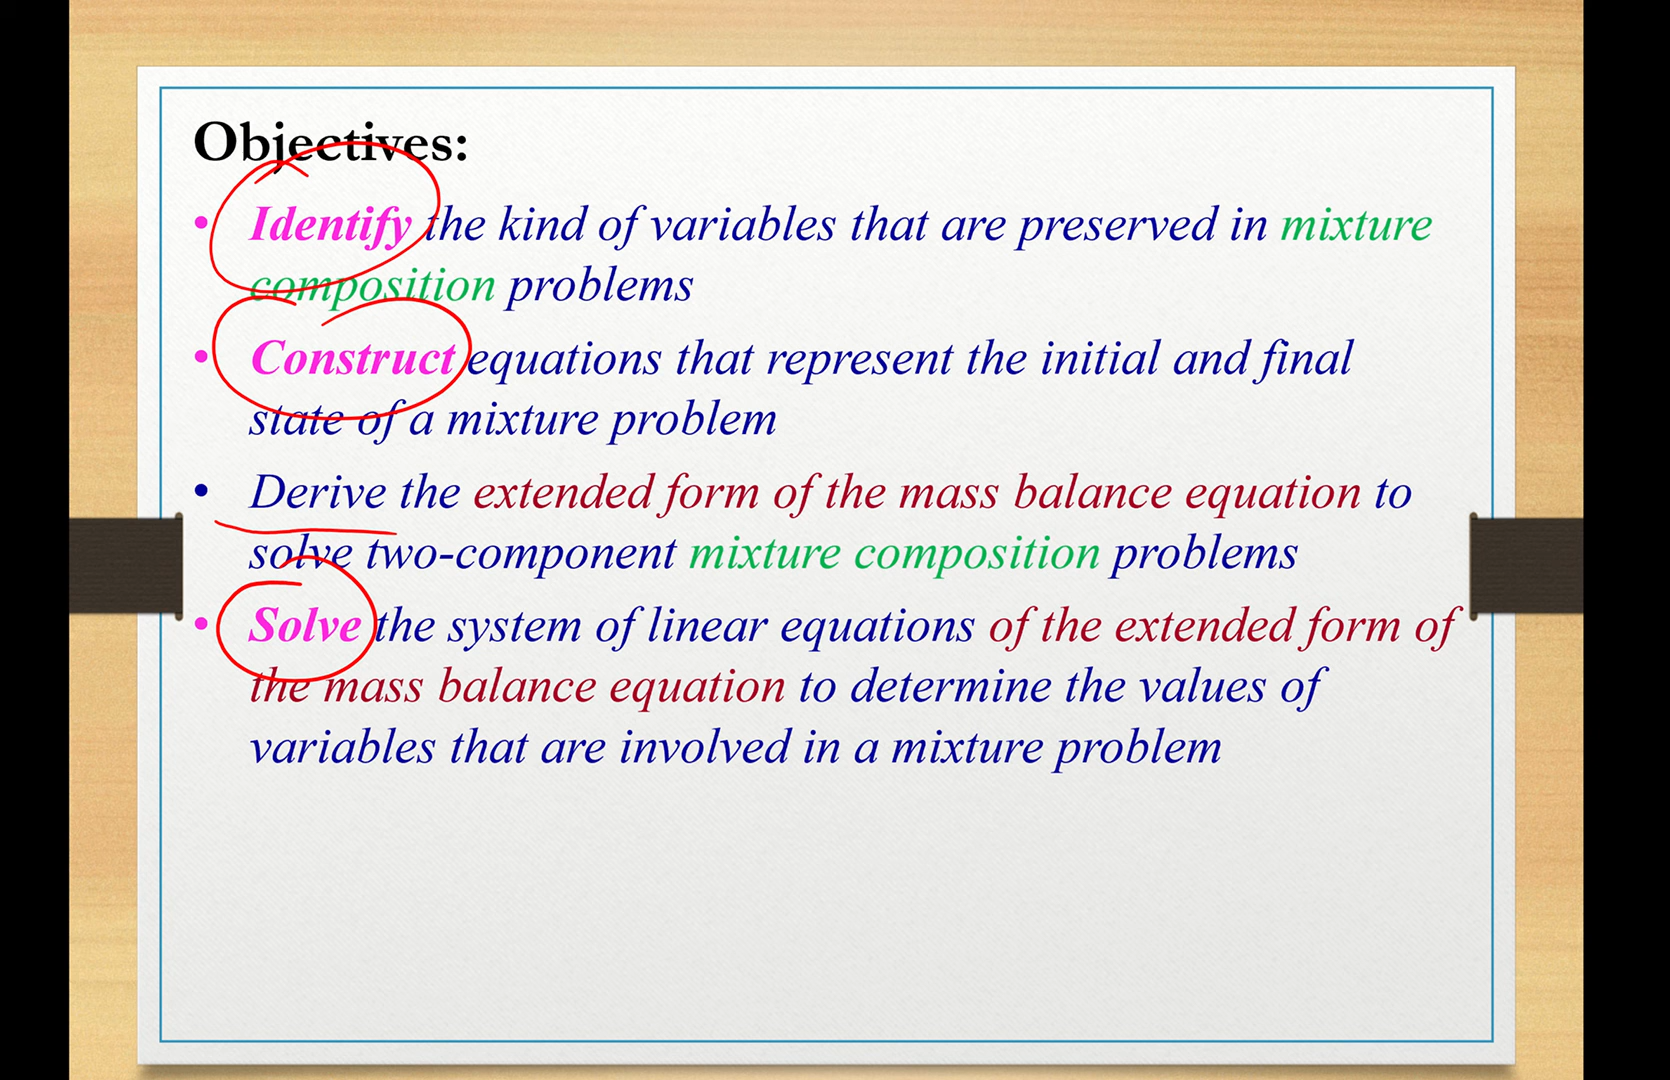 Objectives:
• Identify the kind of variables that are preserved in mixture
composition problems
• Construct equations that represent the initial and final
state of a mixture problem
• Derive the extended form of the mass balance equation to
solve two-component mixture composition problems
• Solve the system of linear equations of the extended form of
the mass balance equation to determine the values of
variables that are involved in a mixture problem